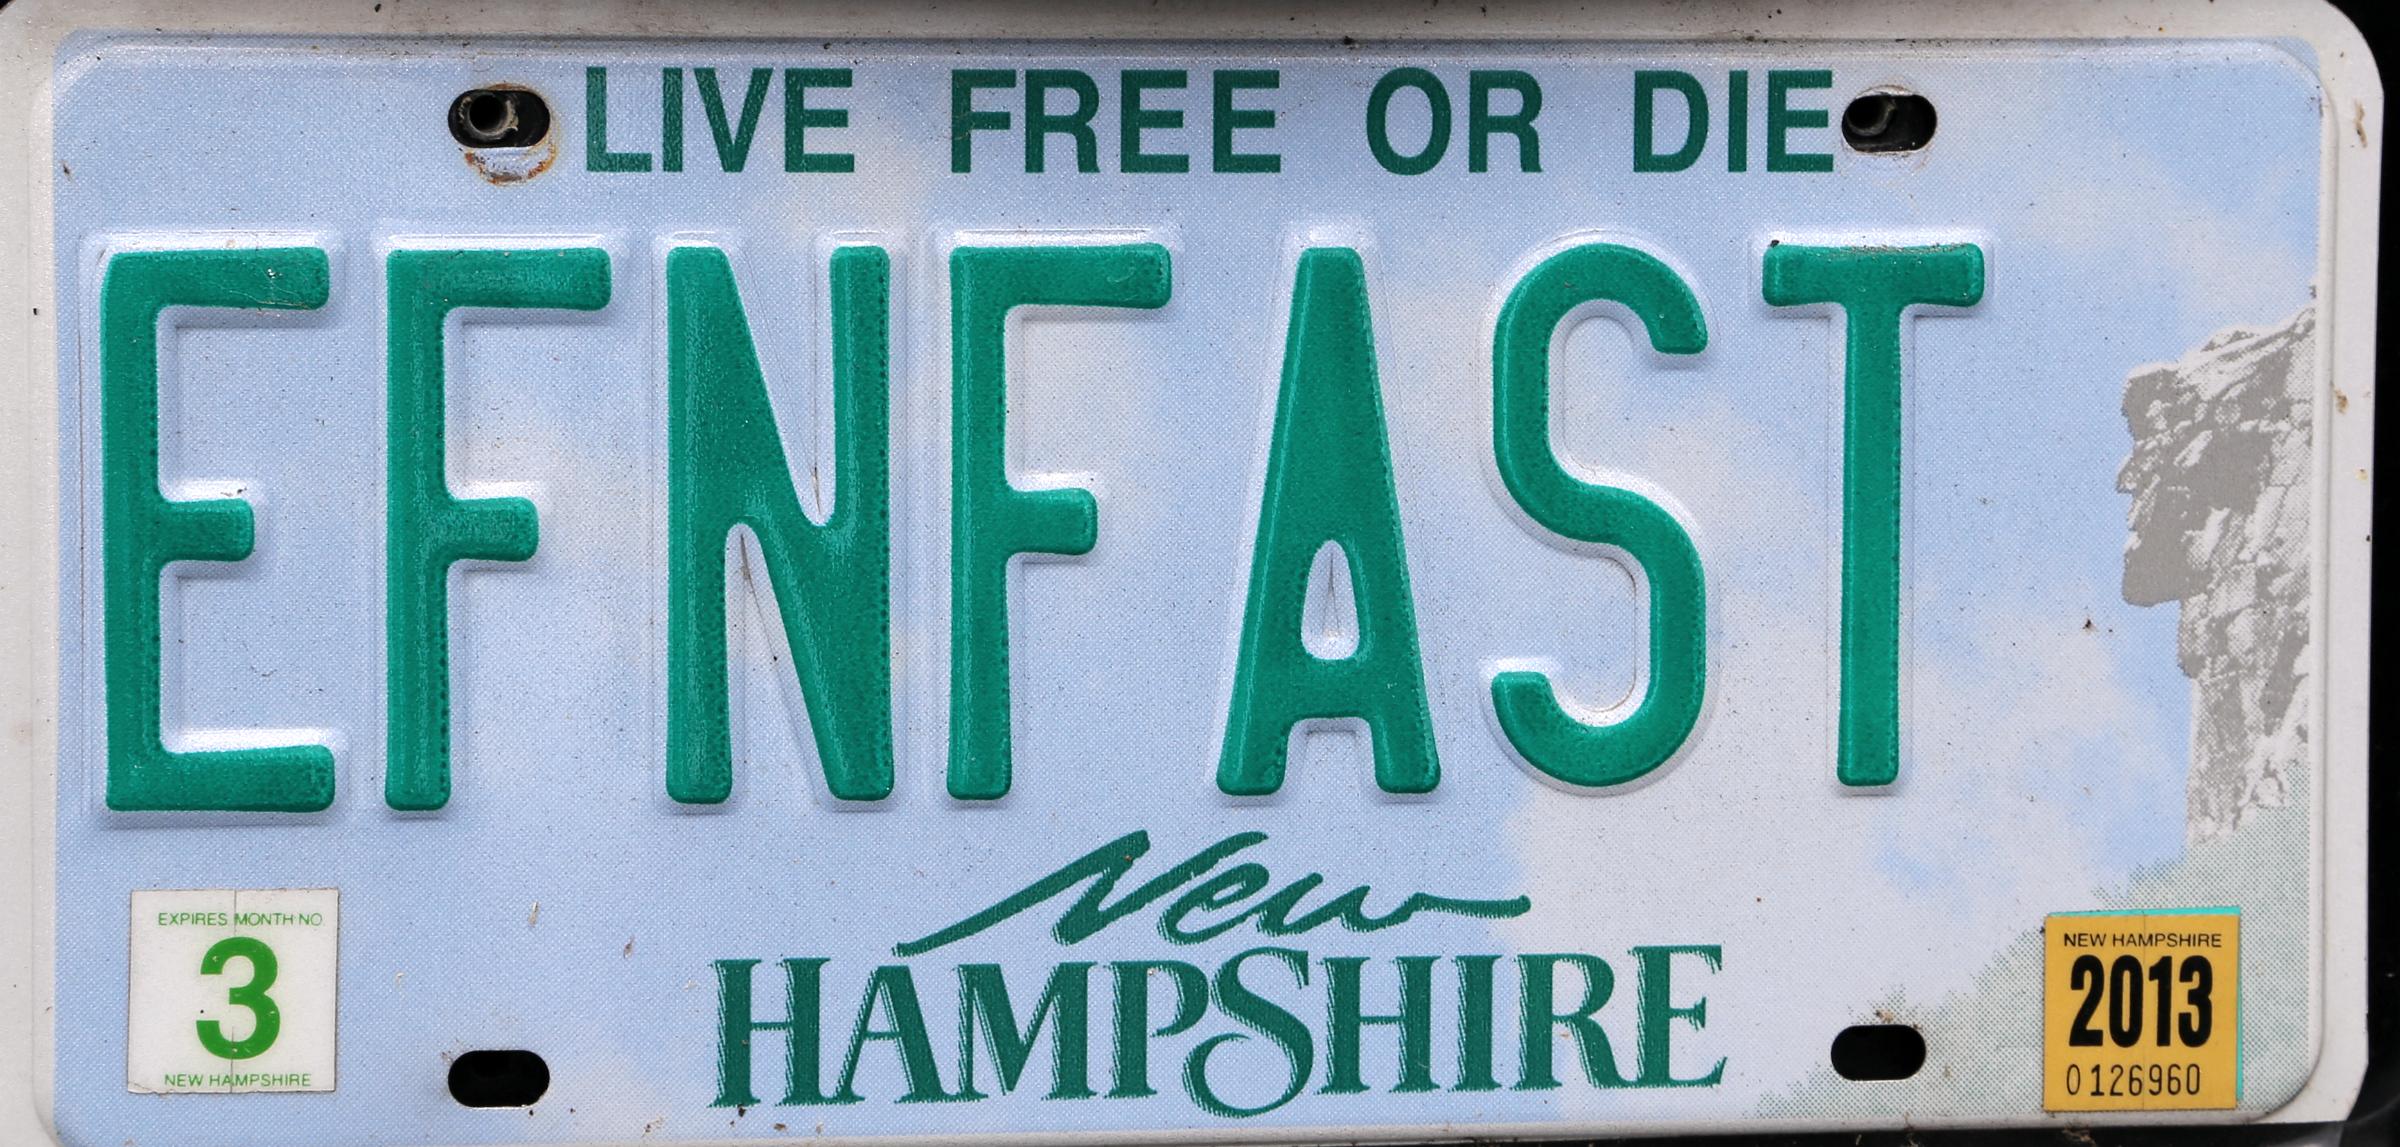 LIVE FREE OR DIE
EFNFAST
New
HAMPSHIRE
EXPIRES MONTH NO.
3
NEW HAMPSHIRE
NEW HAMPSHIRE
2013
0126960